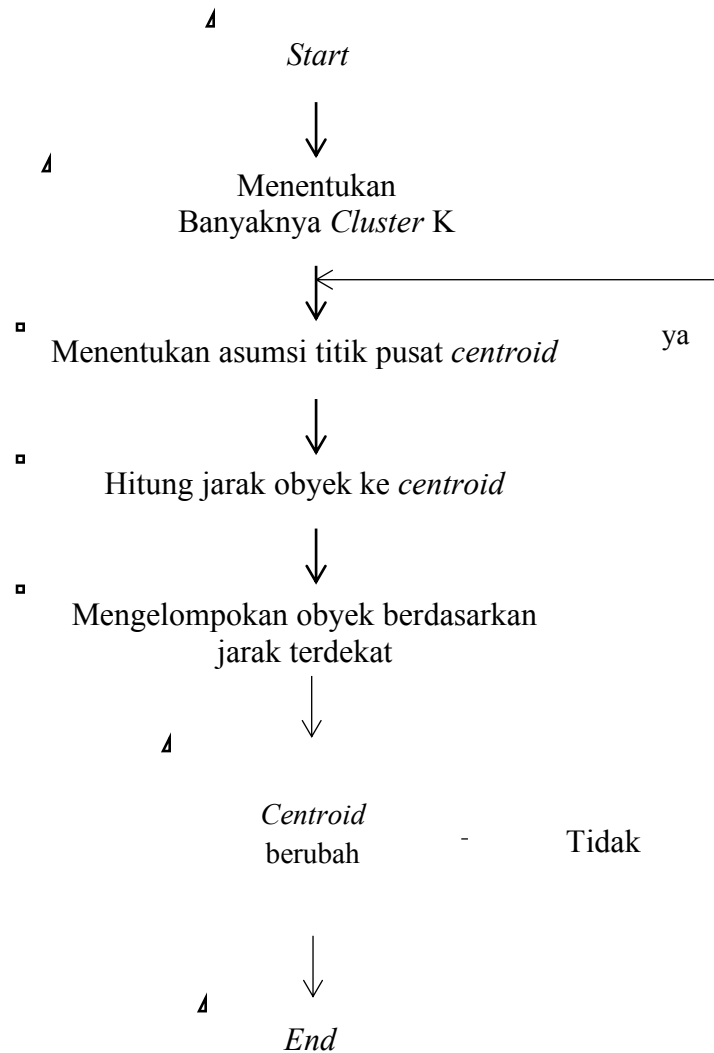 Start
Menentukan
Banyaknya Cluster K
Menentukan asumsi titik pusat centroid
ya
Hitung jarak obyek ke centroid
Mengelompokan obyek berdasarkan
jarak terdekat
Centroid
berubah
Tidak
End